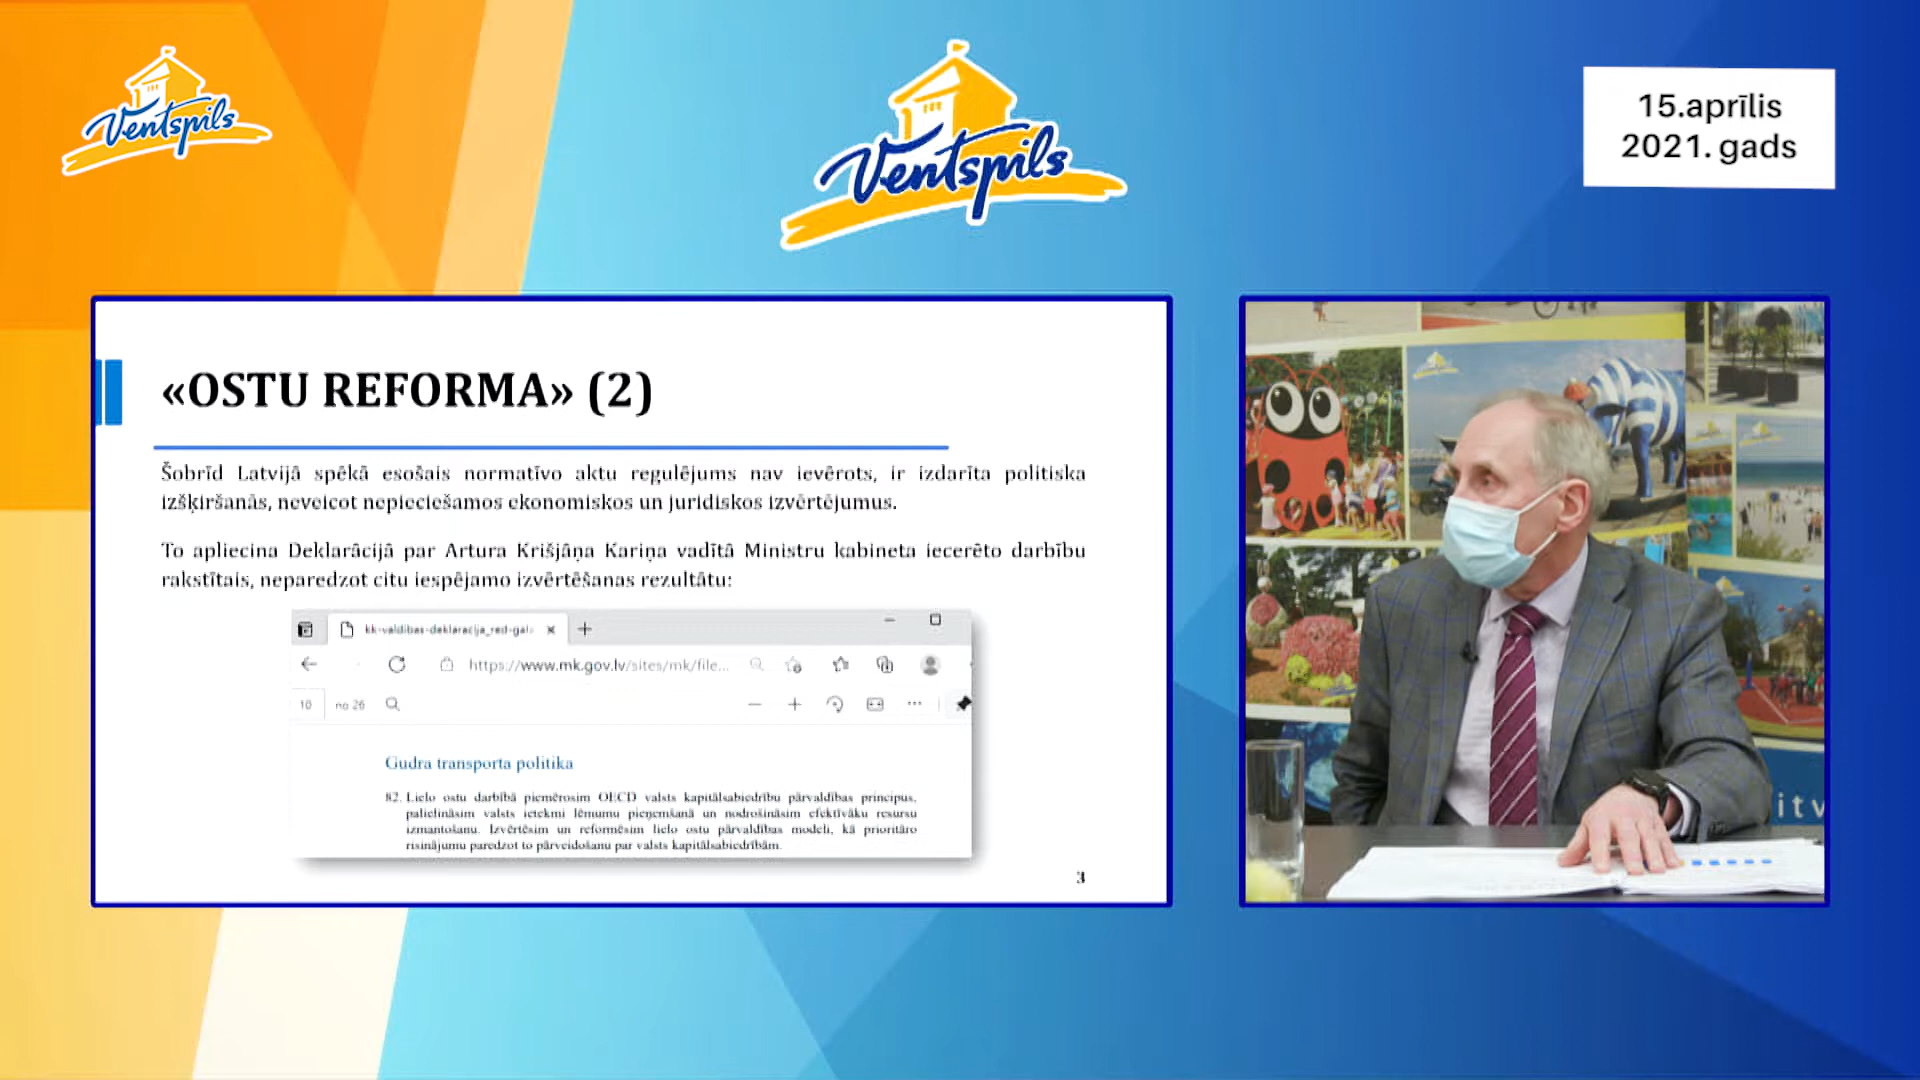 Ventspils
Ventspils
15.aprīlis
2021. gads
«OSTU REFORMA» (2)
Šobrīd Latvijā spēkā esošais normatīvo aktu regulējums nav ievērots, ir izdarīta politiska
izšķiršanās, neveicot nepieciešamos ekonomiskos un juridiskos izvērtējumus.
To apliecina Deklarācijā par Artura Krišjāņa Kariņa vadītā Ministru kabineta iecerēto darbību
rakstītais, neparedzot citu iespējamo izvērtēšanas rezultātu:
kk-valdibas-deklaracija_red-gala
https://www.mk.gov.lv/sites/mk/file...
10 no 26
Gudra transporta politika
82. Lielo ostu darbībā piemērosim OECD valsts kapitālsabiedrību pārvaldības principus,
palielināsim valsts ietekmi lēmumu pieņemšanā un nodrošināsim efektīvāku resursu
izmantošanu. Izvērtēsim un reformēsim lielo ostu pārvaldības modeli, kā prioritāro
risinājumu paredzot to pārveidošanu par valsts kapitālsabiedrībām.
3
itv